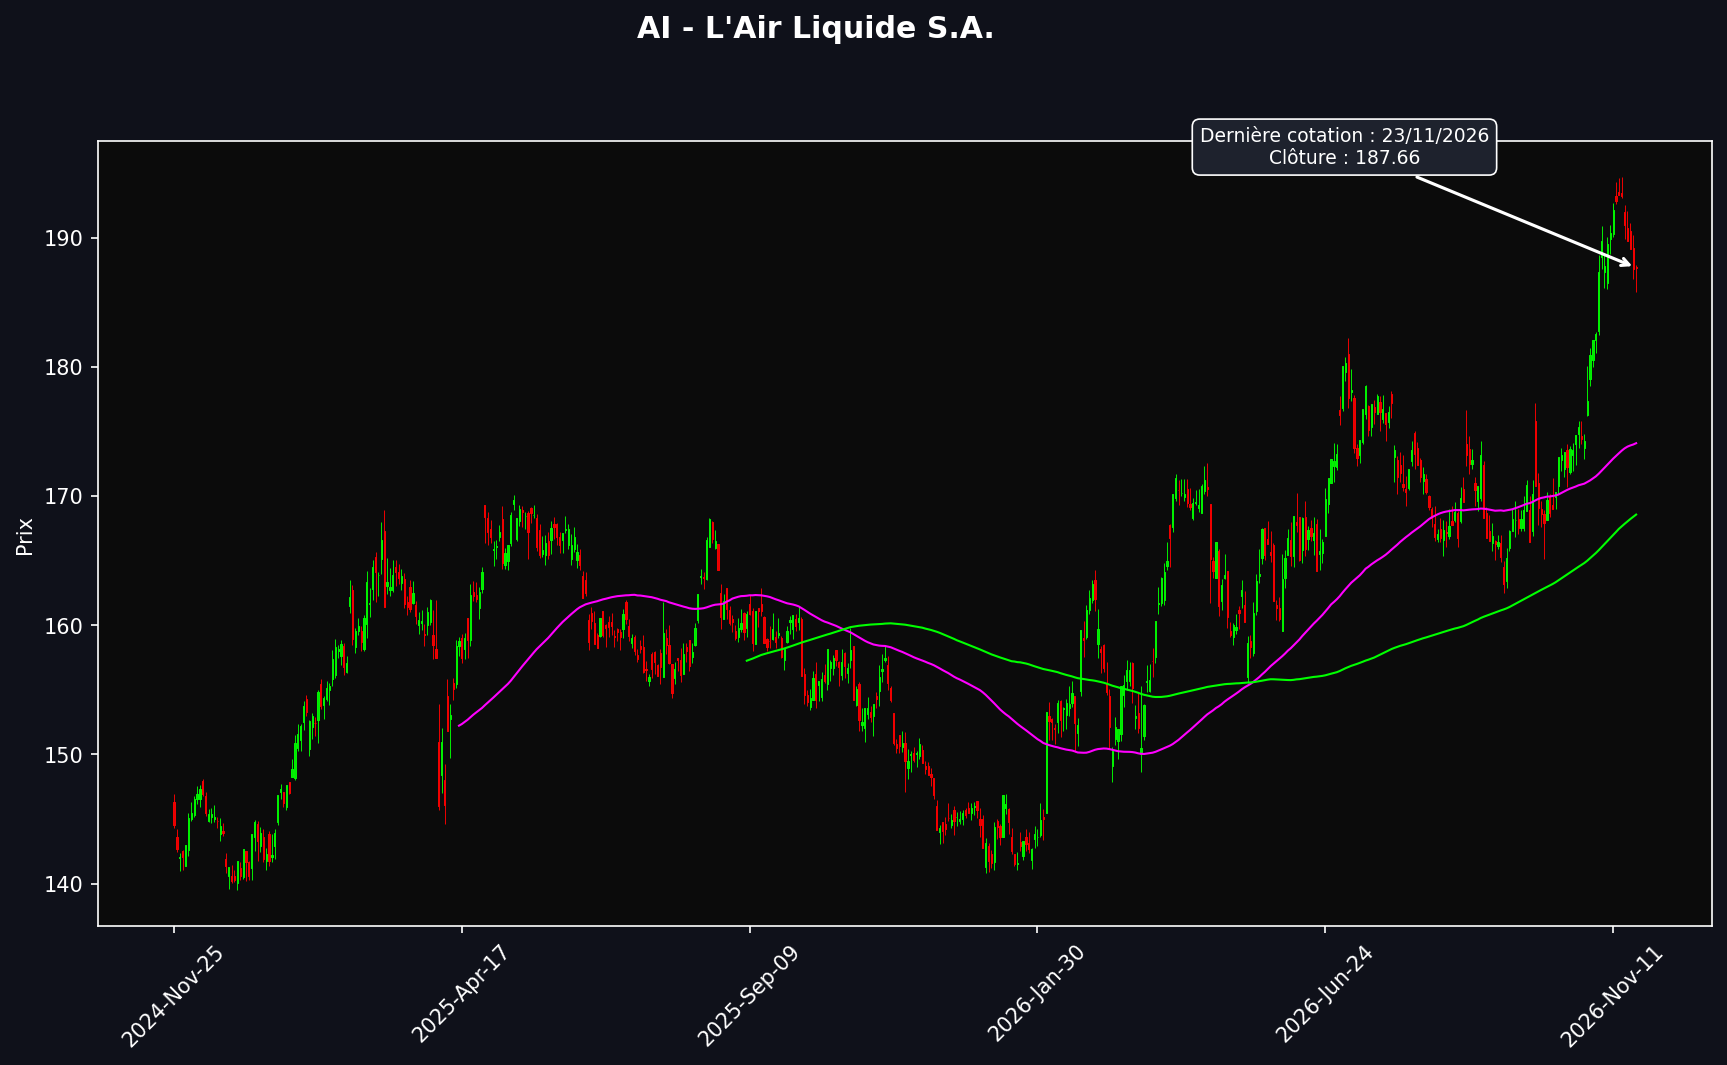 AI - L'Air Liquide S.A.
Dernière cotation : 23/11/2026
Clôture : 187.66
Prix
190
180
170
160
150
140
2024-Nov-25
2025-Apr-17
2025-Sep-09
2026-Jan-30
2026-Jun-24
2026-Nov-11